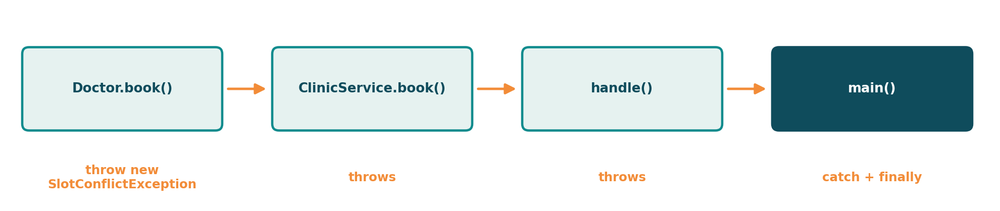 Doctor.book()
ClinicService.book()
handle()
main()
throw new
SlotConflictException
throws
throws
catch + finally